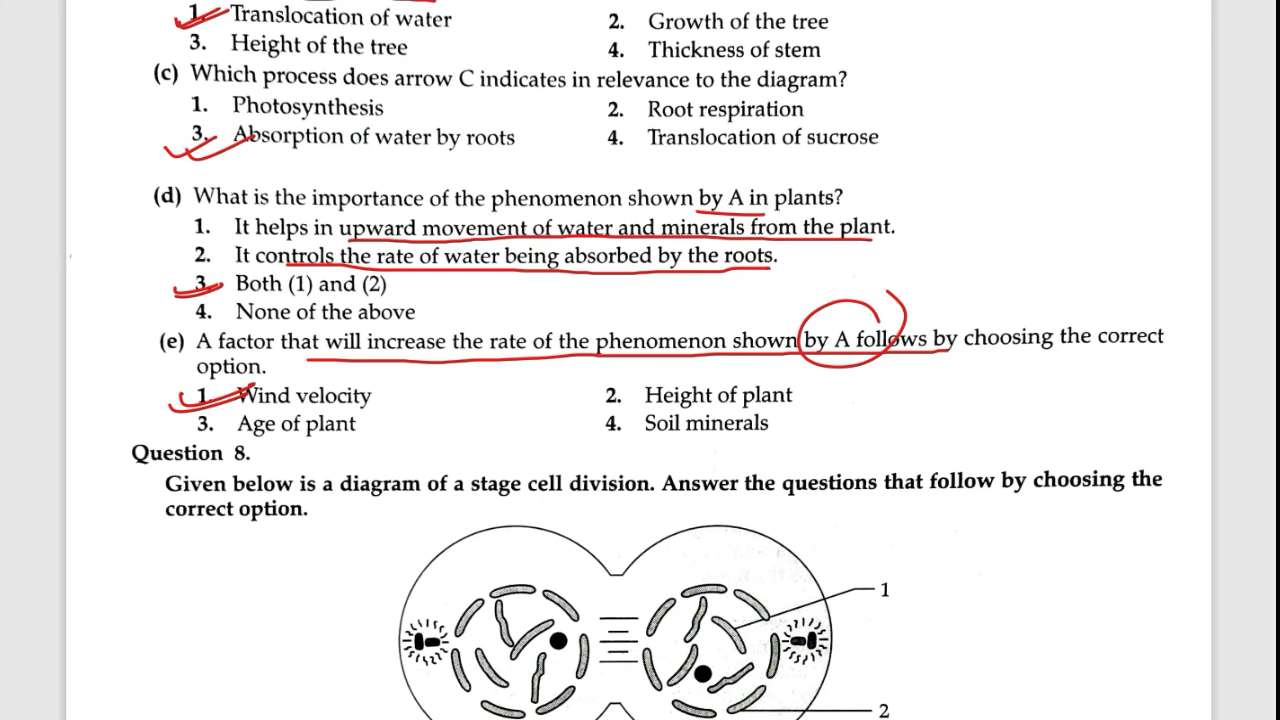 1. Translocation of water 2. Growth of the tree
3. Height of the tree 4. Thickness of stem
(c) Which process does arrow C indicates in relevance to the diagram?
1. Photosynthesis 2. Root respiration
3. Absorption of water by roots 4. Translocation of sucrose
(d) What is the importance of the phenomenon shown by A in plants?
1. It helps in upward movement of water and minerals from the plant.
2. It controls the rate of water being absorbed by the roots.
3. Both (1) and (2)
4. None of the above
(e) A factor that will increase the rate of the phenomenon shown by A follows by choosing the correct
option.
1. Wind velocity 2. Height of plant
3. Age of plant 4. Soil minerals
Question 8.
Given below is a diagram of a stage cell division. Answer the questions that follow by choosing the
correct option.
1
2